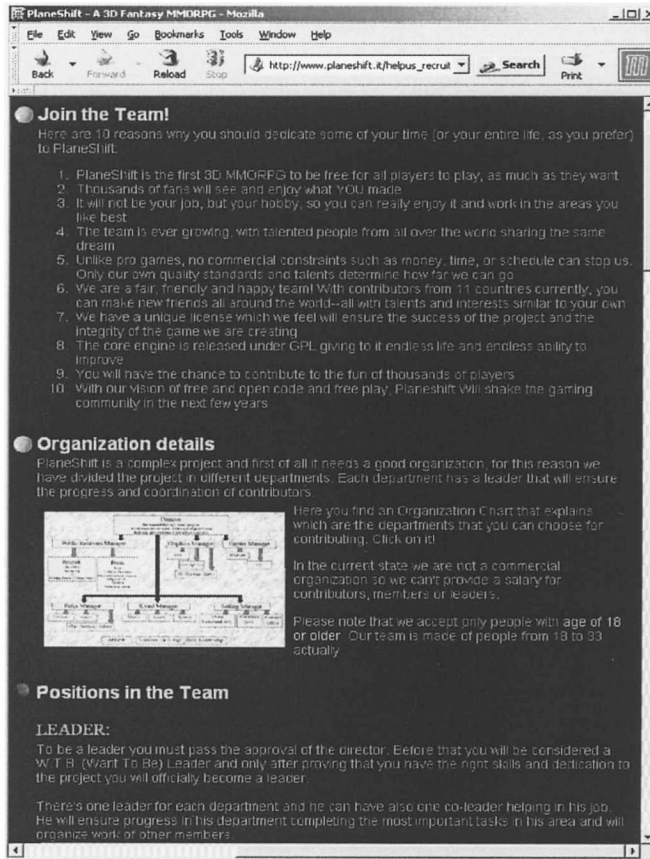 PlaneShift - A 3D Fantasy MMORPG - Mozilla
File Edit View Go Bookmarks Tools Window Help
Back Forward Reload Stop http://www.planeshift.it/helpus_recruit Search Print
Join the Team!
Here are 10 reasons why you should dedicate some of your time (or your entire life, as you prefer)
to PlaneShift.
1. PlaneShift is the first 3D MMORPG to be free for all players to play, as much as they want
2. Thousands of fans will see and enjoy what YOU made
3. It will not be your job, but your hobby, so you can really enjoy it and work in the areas you
like best
4. The team is ever growing, with talented people from all over the world sharing the same
dream
5. Unlike pro games, no commercial constraints such as money, time, or schedule can stop us.
Only our own quality standards and talents determine how far we can go
6. We are a fair, friendly and happy team! With contributors from 11 countries currently, you
can make new friends all around the world--all with talents and interests similar to your own
7. We have a unique license which we feel will ensure the success of the project and the
integrity of the game we are creating
8. The core engine is released under GPL giving to it endless life and endless ability to
improve
9. You will have the chance to contribute to the fun of thousands of players
10. With our vision of free and open code and free play, Planeshift Will shake the gaming
community in the next few years
Organization details
PlaneShift is a complex project and first of all it needs a good organization, for this reason we
have divided the project in different departments. Each department has a leader that will ensure
the progress and coordination of contributors.
Here you find an Organization Chart that explains
which are the departments that you can choose for
contributing. Click on it!
In the current state we are not a commercial
organization so we can't provide a salary for
contributors, members or leaders.
Please note that we accept only people with age of 18
or older. Our team is made of people from 18 to 33
actually.
Public Relations Manager
Graphics Manager
Rules Manager
Event Manager
Setting Manager
Positions in the Team
LEADER:
To be a leader you must pass the approval of the director. Before that you will be considered a
W.T.B. (Want To Be) Leader and only after proving that you have the right skills and dedication to
the project you will officially become a leader.
There's one leader for each department and he can have also one co-leader helping in his job.
He will ensure progress in his department completing the most important tasks in his area and will
organize work of other members.